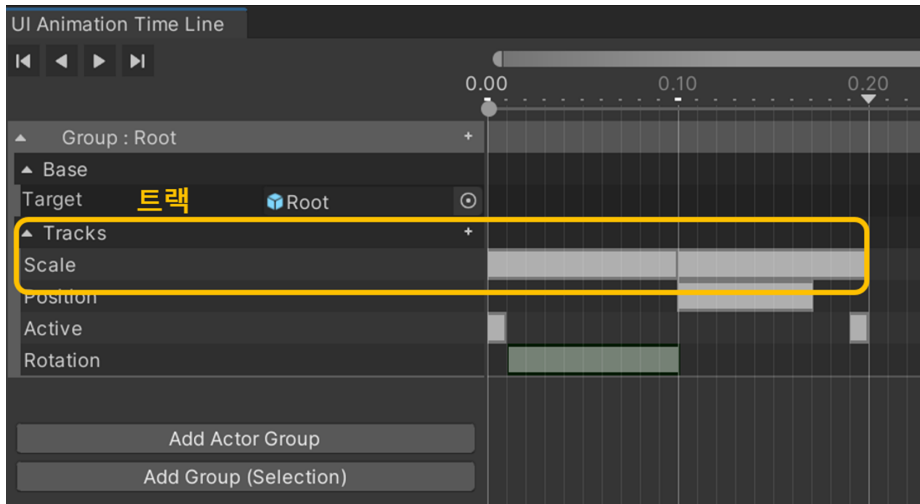 UI Animation Time Line
0.00 0.10 0.20
Group : Root +
Base
Target 트랙 Root
Tracks +
Scale
Position
Active
Rotation
Add Actor Group
Add Group (Selection)